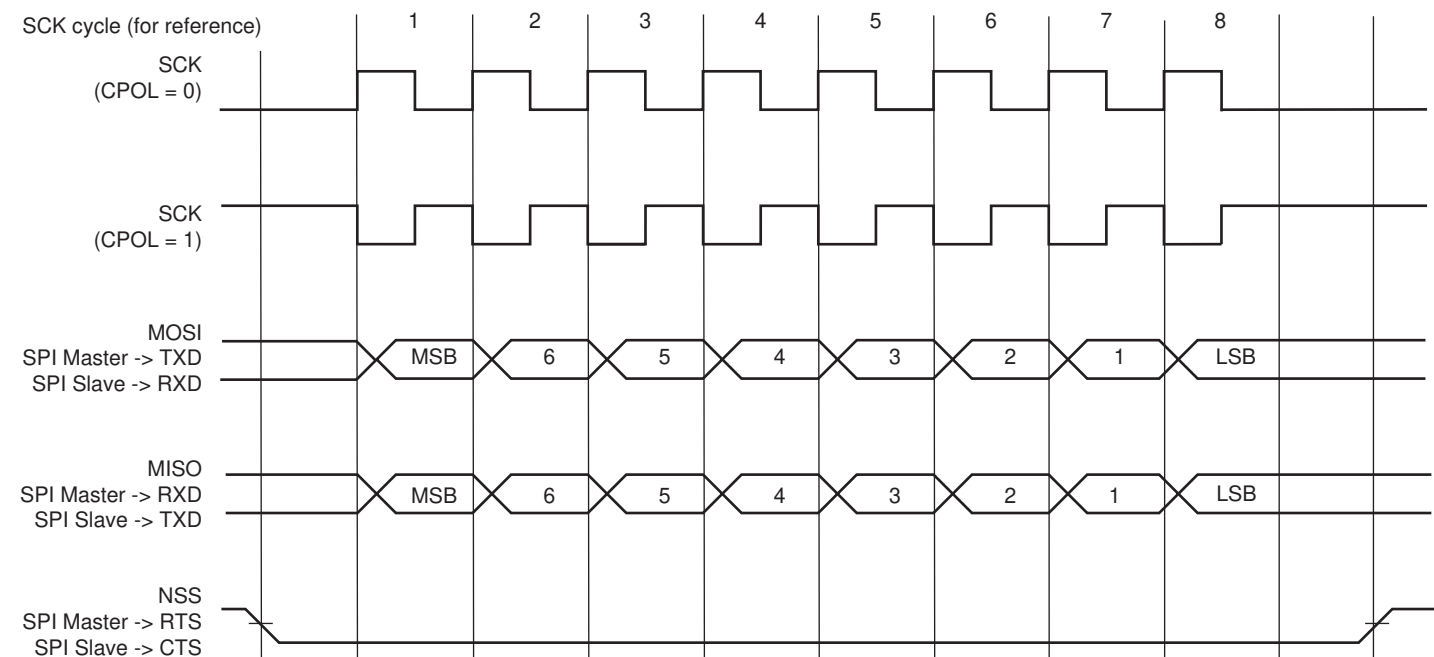 SCK cycle (for reference) 1 2 3 4 5 6 7 8
SCK
(CPOL = 0)
SCK
(CPOL = 1)
MOSI
SPI Master -> TXD
SPI Slave -> RXD
MSB 6 5 4 3 2 1 LSB
MISO
SPI Master -> RXD
SPI Slave -> TXD
MSB 6 5 4 3 2 1 LSB
NSS
SPI Master -> RTS
SPI Slave -> CTS